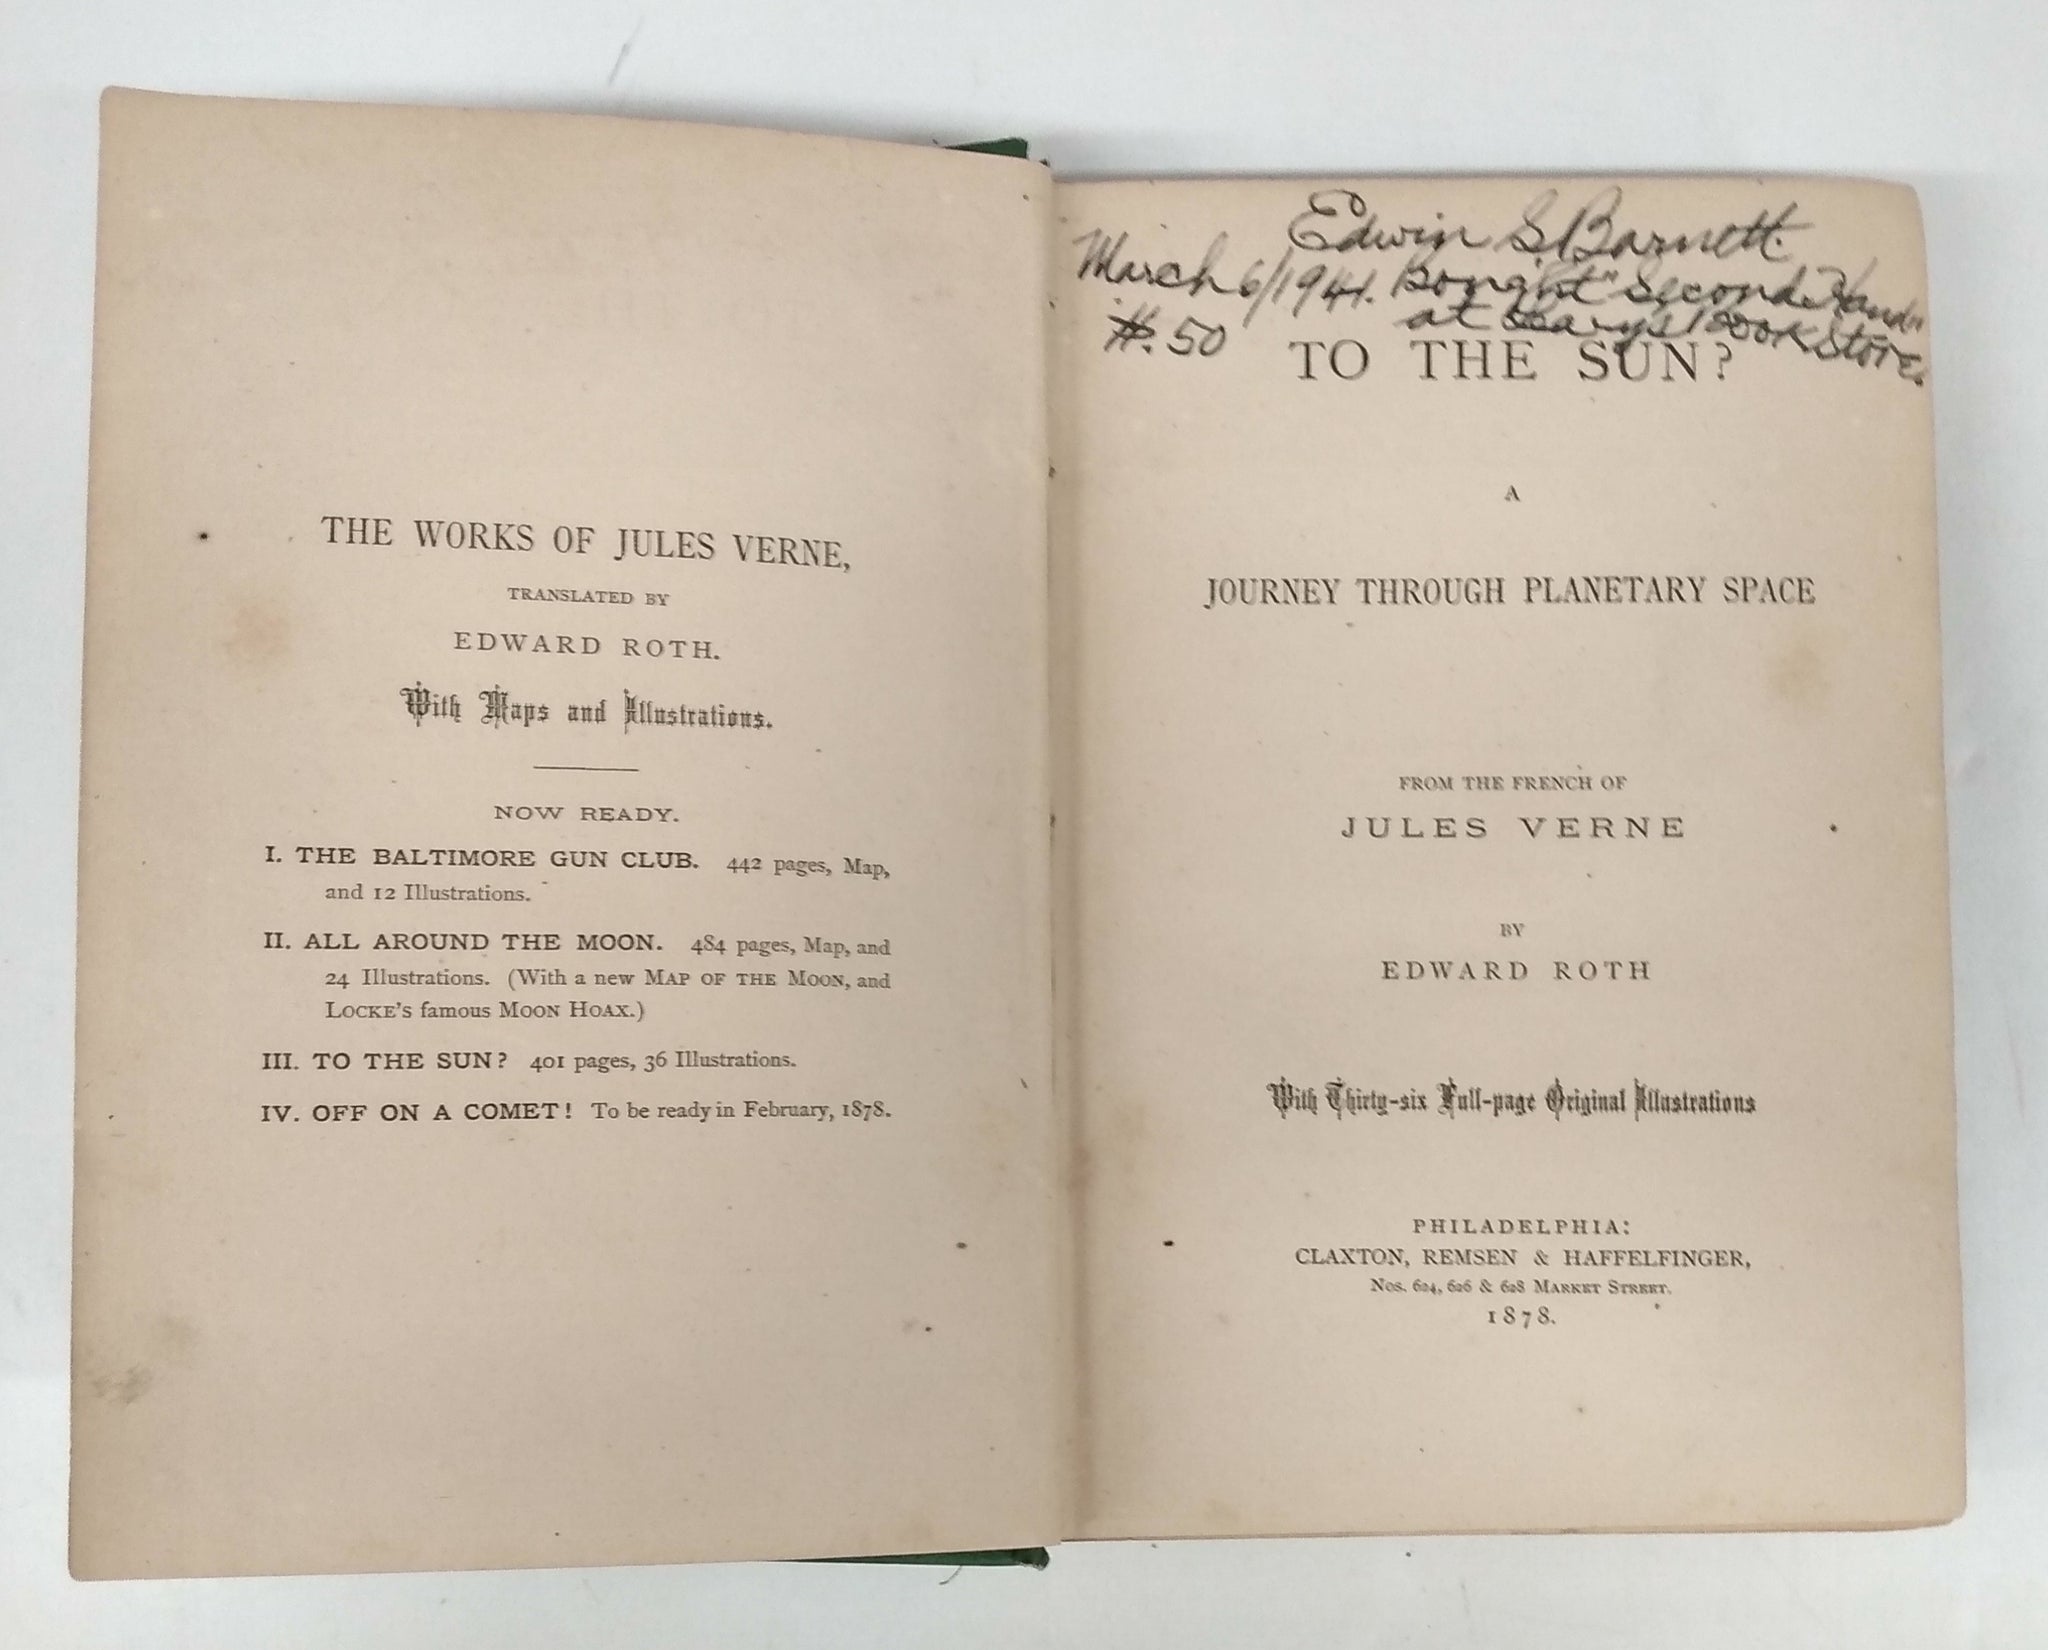 THE WORKS OF JULES VERNE,
TRANSLATED BY
EDWARD ROTH.
With Maps and Illustrations.
NOW READY.
I. THE BALTIMORE GUN CLUB. 442 pages, Map,
and 12 Illustrations.
II. ALL AROUND THE MOON. 484 pages, Map, and
24 Illustrations. (With a new MAP OF THE MOON, and
LOCKE'S famous MOON HOAX.)
III. TO THE SUN? 401 pages, 36 Illustrations.
IV. OFF ON A COMET! To be ready in February, 1878.
Edwin S. Barnett.
March 6/1941. Bought "Second Hand"
at Leary's Book Store.
#.50
TO THE SUN?
A
JOURNEY THROUGH PLANETARY SPACE
FROM THE FRENCH OF
JULES VERNE
BY
EDWARD ROTH
With Thirty-six Full-page Original Illustrations
PHILADELPHIA:
CLAXTON, REMSEN & HAFFELFINGER,
Nos. 624, 626 & 628 MARKET STREET.
1878.